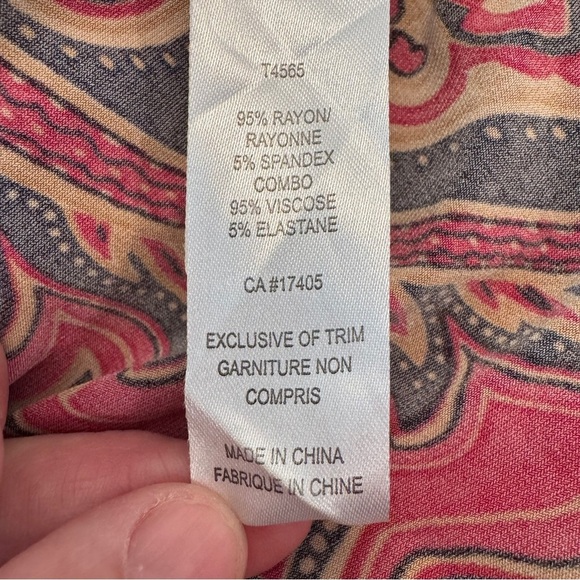 T4565
95% RAYON/
RAYONNE
5% SPANDEX
COMBO
95% VISCOSE
5% ELASTANE
CA #17405
EXCLUSIVE OF TRIM
GARNITURE NON
COMPRIS
MADE IN CHINA
FABRIQUE IN CHINE